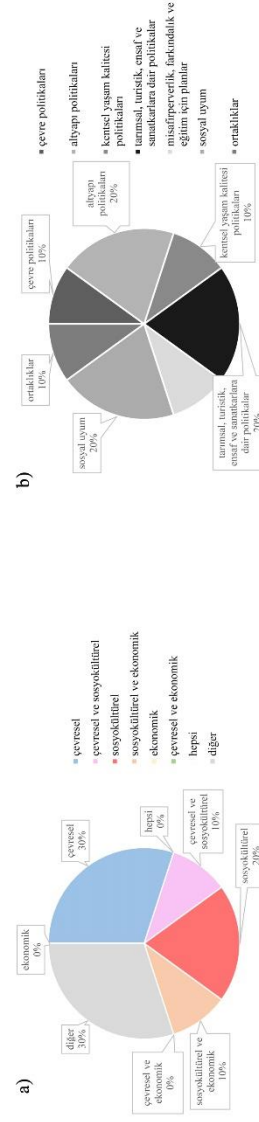 a)
ekonomik
0%
çevresel
30%
hepsi
0%
çevresel ve
sosyokültürel
10%
sosyokültürel
20%
sosyokültürel ve
ekonomik
10%
çevresel ve
ekonomik
0%
diğer
30%
çevresel
çevresel ve sosyokültürel
sosyokültürel
sosyokültürel ve ekonomik
ekonomik
çevresel ve ekonomik
hepsi
diğer
b)
çevre politikaları
10%
altyapı
politikaları
20%
kentsel yaşam kalitesi
politikaları
10%
tarımsal, turistik,
ensaf ve sanatkarlara
dair politikalar
20%
sosyal uyum
20%
ortaklıklar
10%
çevre politikaları
altyapı politikaları
kentsel yaşam kalitesi
politikaları
tarımsal, turistik, ensaf ve
sanatkarlara dair politikalar
misafirperverlik, farkındalık ve
eğitim için planlar
sosyal uyum
ortaklıklar